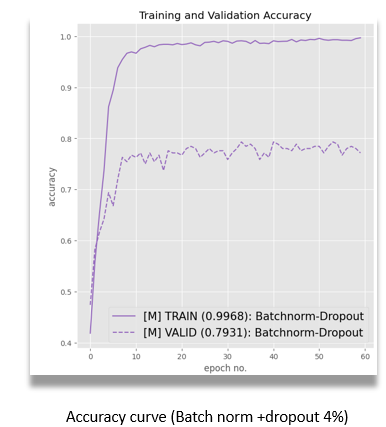 Training and Validation Accuracy
1.0
0.9
0.8
0.7
0.6
0.5
0.4
accuracy
[M] TRAIN (0.9968): Batchnorm-Dropout
[M] VALID (0.7931): Batchnorm-Dropout
0 10 20 30 40 50 60
epoch no.
Accuracy curve (Batch norm +dropout 4%)